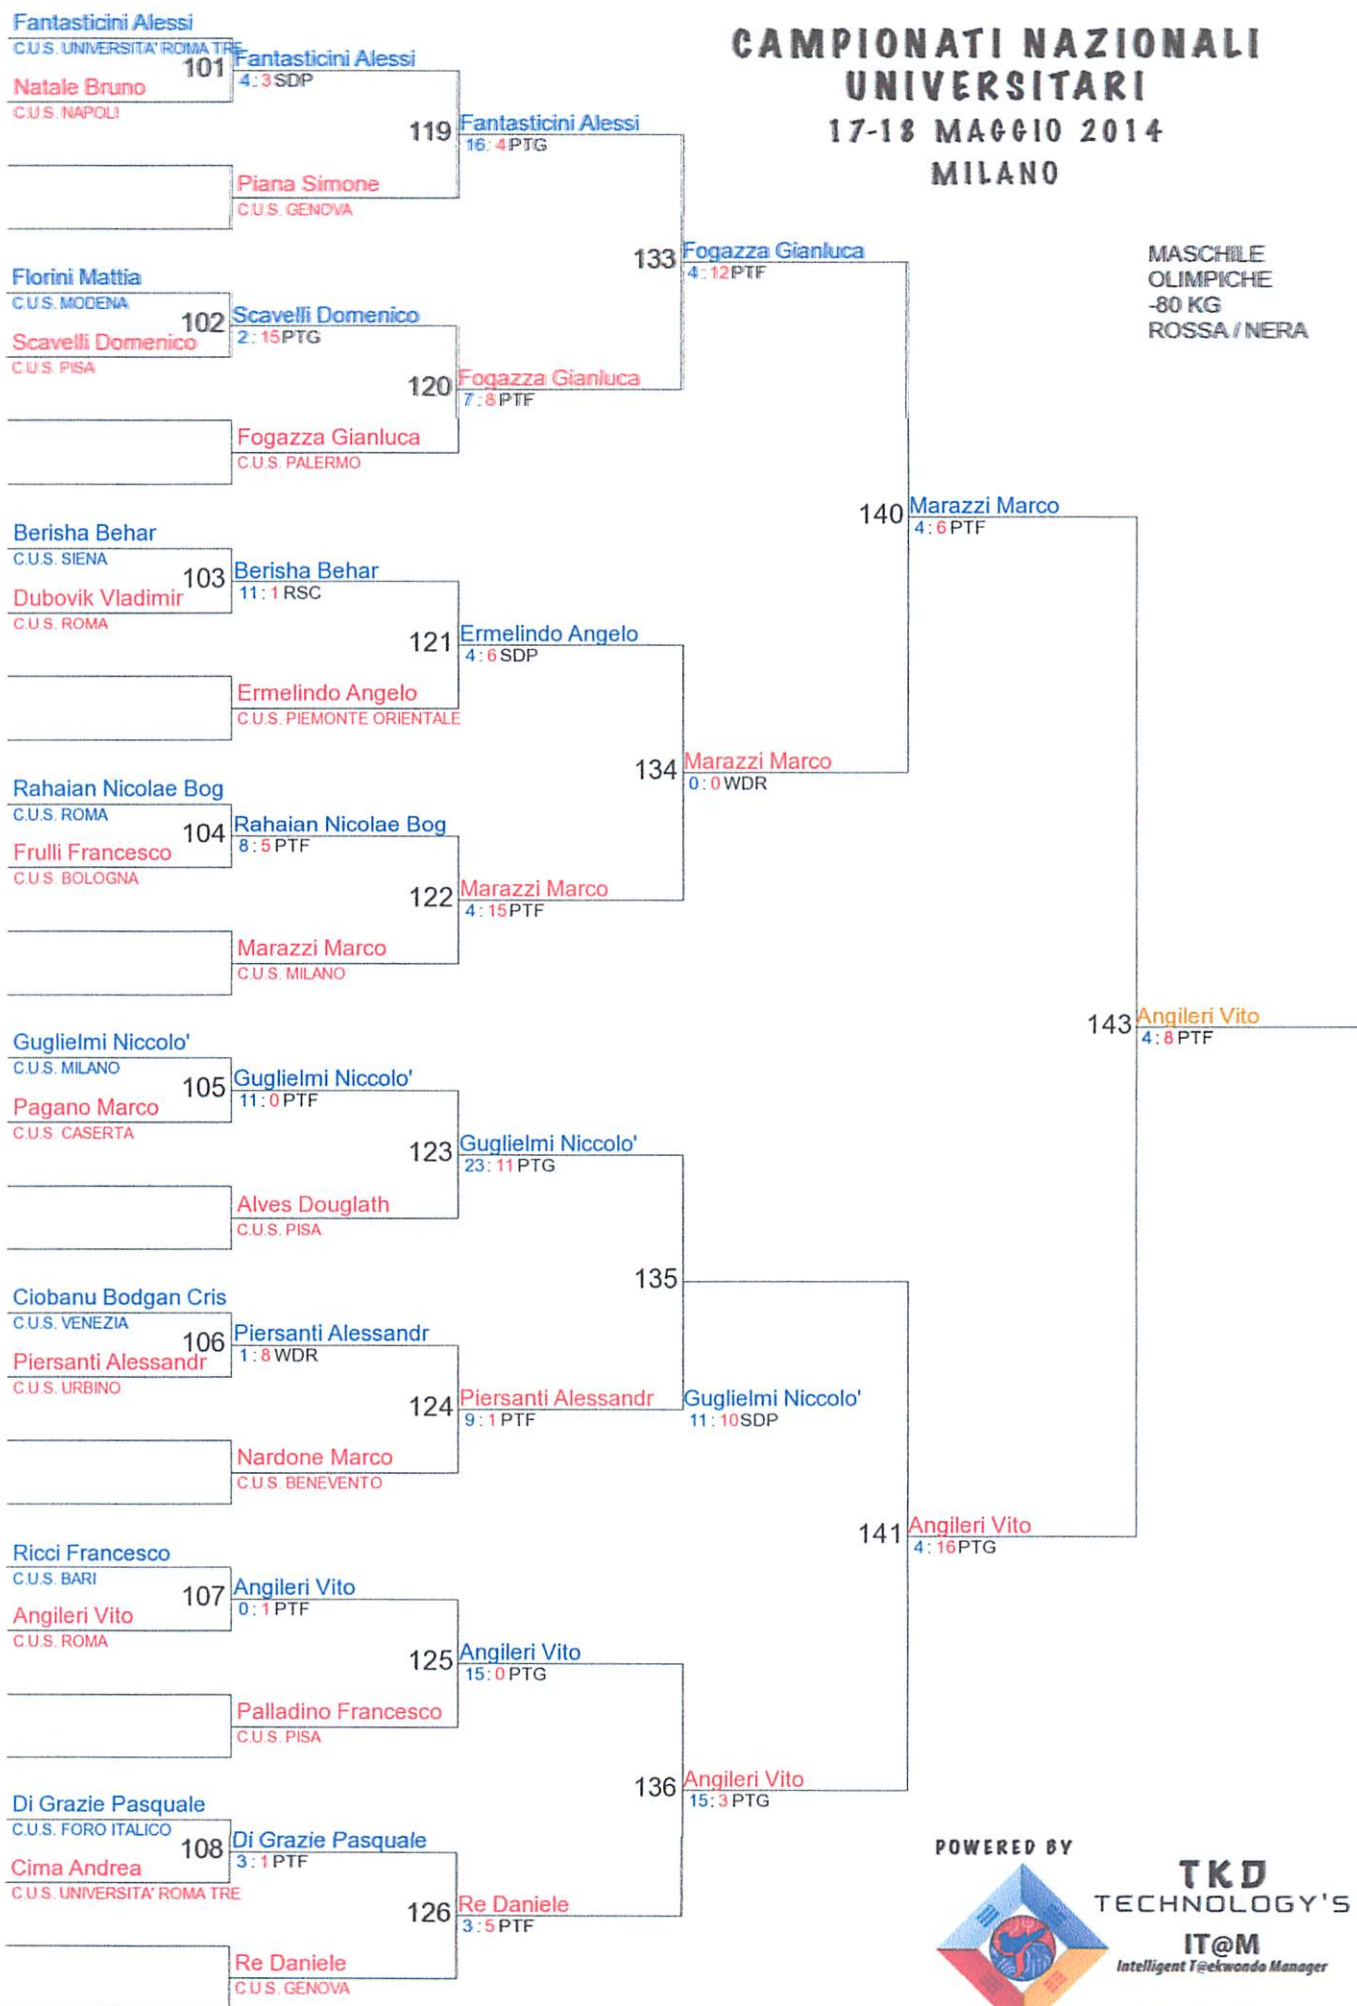 CAMPIONATI NAZIONALI
UNIVERSITARI
17-18 MAGGIO 2014
MILANO
MASCHILE
OLIMPICHE
-80 KG
ROSSA / NERA
Fantasticini Alessi
C.U.S. UNIVERSITA' ROMA TRE
101
Natale Bruno
C.U.S. NAPOLI
Fantasticini Alessi
4:3 SDP
Piana Simone
C.U.S. GENOVA
119
Fantasticini Alessi
16:4 PTG
Florini Mattia
C.U.S. MODENA
102
Scavelli Domenico
C.U.S. PISA
Scavelli Domenico
2:15 PTG
Fogazza Gianluca
C.U.S. PALERMO
120
Fogazza Gianluca
7:8 PTF
133
Fogazza Gianluca
4:12 PTF
Berisha Behar
C.U.S. SIENA
103
Dubovik Vladimir
C.U.S. ROMA
Berisha Behar
11:1 RSC
Ermelindo Angelo
C.U.S. PIEMONTE ORIENTALE
121
Ermelindo Angelo
4:6 SDP
Rahaian Nicolae Bog
C.U.S. ROMA
104
Frulli Francesco
C.U.S. BOLOGNA
Rahaian Nicolae Bog
8:5 PTF
Marazzi Marco
C.U.S. MILANO
122
Marazzi Marco
4:15 PTF
134
Marazzi Marco
0:0 WDR
140
Marazzi Marco
4:6 PTF
Guglielmi Niccolo'
C.U.S. MILANO
105
Pagano Marco
C.U.S. CASERTA
Guglielmi Niccolo'
11:0 PTF
Alves Douglath
C.U.S. PISA
123
Guglielmi Niccolo'
23:11 PTG
Ciobanu Bodgan Cris
C.U.S. VENEZIA
106
Piersanti Alessandr
C.U.S. URBINO
Piersanti Alessandr
1:8 WDR
Nardone Marco
C.U.S. BENEVENTO
124
Piersanti Alessandr
9:1 PTF
135
Guglielmi Niccolo'
11:10 SDP
Ricci Francesco
C.U.S. BARI
107
Angileri Vito
C.U.S. ROMA
Angileri Vito
0:1 PTF
Palladino Francesco
C.U.S. PISA
125
Angileri Vito
15:0 PTG
Di Grazie Pasquale
C.U.S. FORO ITALICO
108
Cima Andrea
C.U.S. UNIVERSITA' ROMA TRE
Di Grazie Pasquale
3:1 PTF
Re Daniele
C.U.S. GENOVA
126
Re Daniele
3:5 PTF
136
Angileri Vito
15:3 PTG
141
Angileri Vito
4:16 PTG
143
Angileri Vito
4:8 PTF
POWERED BY
TKD
TECHNOLOGY'S
IT@M
Intelligent T@ekwondo Manager